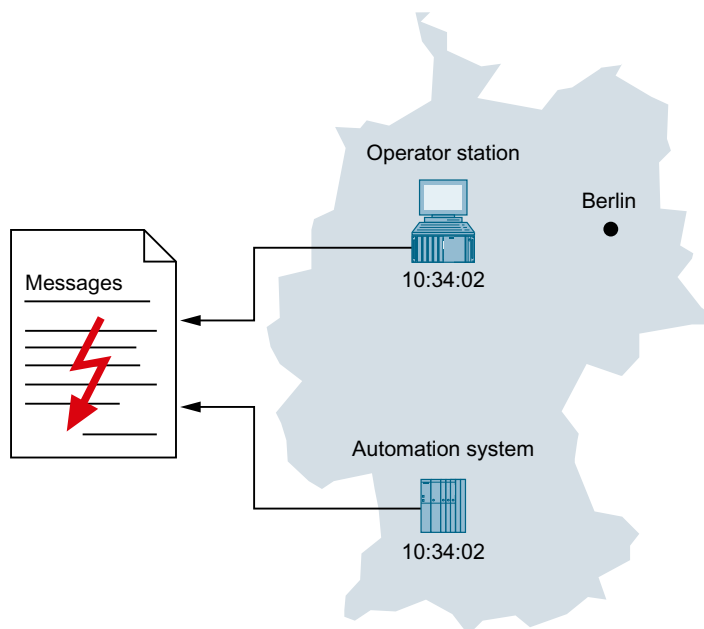 Operator station
Berlin
10:34:02
Messages
Automation system
10:34:02